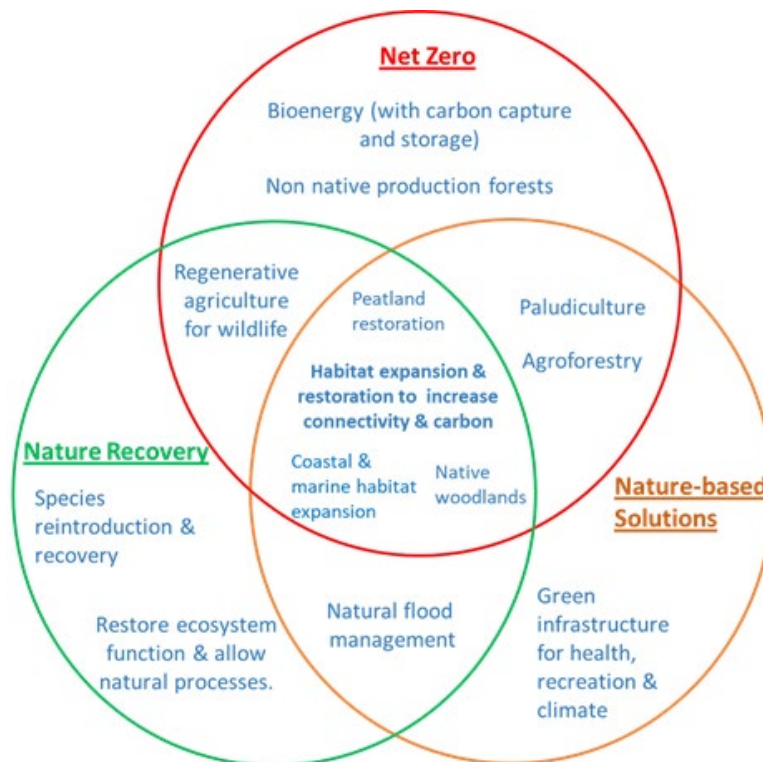 Net Zero
Bioenergy (with carbon capture
and storage)
Non native production forests
Regenerative
agriculture
for wildlife
Peatland
restoration
Paludiculture
Agroforestry
Habitat expansion &
restoration to increase
connectivity & carbon
Nature Recovery
Coastal &
marine habitat
expansion
Native
woodlands
Nature-based
Solutions
Species
reintroduction &
recovery
Restore ecosystem
function & allow
natural processes.
Natural flood
management
Green
infrastructure
for health,
recreation &
climate